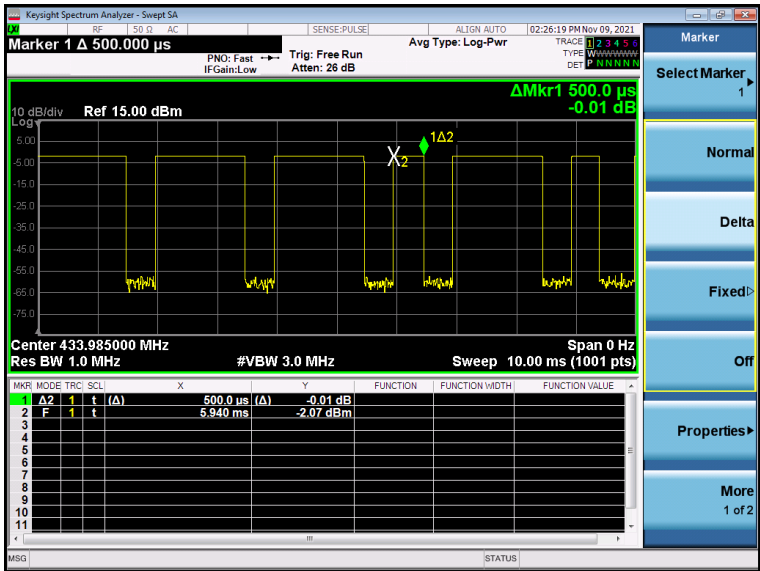 Keysight Spectrum Analyzer - Swept SA
LXI
RF
50 Ω
AC
SENSE:PULSE
ALIGN AUTO
02:26:19 PM Nov 09, 2021
Marker 1 Δ 500.000 µs
PNO: Fast
IFGain:Low
Trig: Free Run
Atten: 26 dB
Avg Type: Log-Pwr
TRACE 1 2 3 4 5 6
TYPE WWWWWW
DET P N N N N N
ΔMkr1 500.0 µs
-0.01 dB
10 dB/div
Log
Ref 15.00 dBm
5.00
-5.00
-15.0
-25.0
-35.0
-45.0
-55.0
-65.0
-75.0
X2
1Δ2
Center 433.985000 MHz
Span 0 Hz
Res BW 1.0 MHz
#VBW 3.0 MHz
Sweep 10.00 ms (1001 pts)
MKR MODE TRC SCL X Y FUNCTION FUNCTION WIDTH FUNCTION VALUE
1 Δ2 1 t (Δ) 500.0 µs (Δ) -0.01 dB
2 F 1 t 5.940 ms -2.07 dBm
3
4
5
6
7
8
9
10
11
MSG
STATUS
Marker
Select Marker
1
Normal
Delta
Fixed
Off
Properties
More
1 of 2